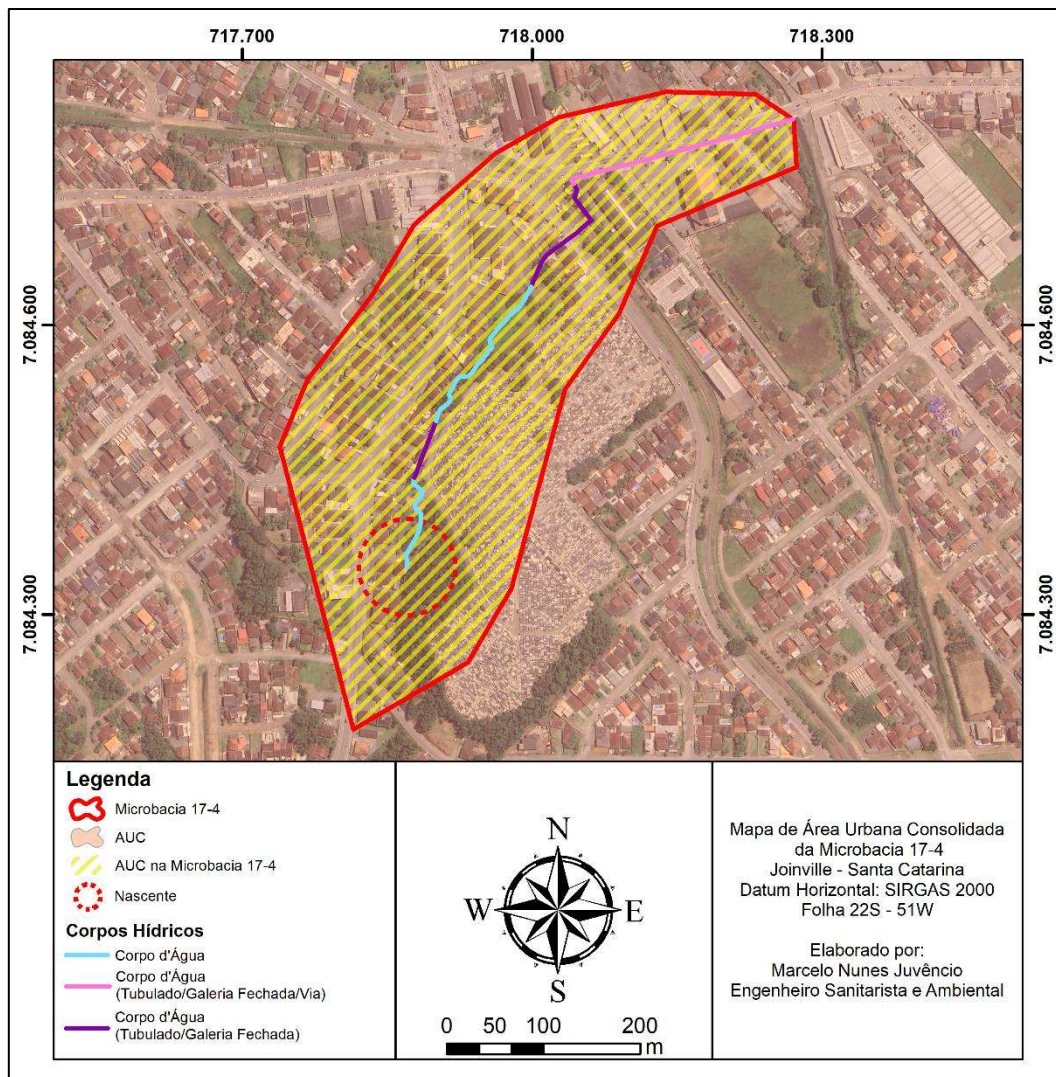 717.700 718.000 718.300
7.084.600 7.084.600
7.084.300 7.084.300
Legenda
Microbacia 17-4
AUC
AUC na Microbacia 17-4
Nascente
Corpos Hídricos
Corpo d'Água
Corpo d'Água
(Tubulado/Galeria Fechada/Via)
Corpo d'Água
(Tubulado/Galeria Fechada)
N
W E
S
0 50 100 200
m
Mapa de Área Urbana Consolidada
da Microbacia 17-4
Joinville - Santa Catarina
Datum Horizontal: SIRGAS 2000
Folha 22S - 51W
Elaborado por:
Marcelo Nunes Juvêncio
Engenheiro Sanitarista e Ambiental